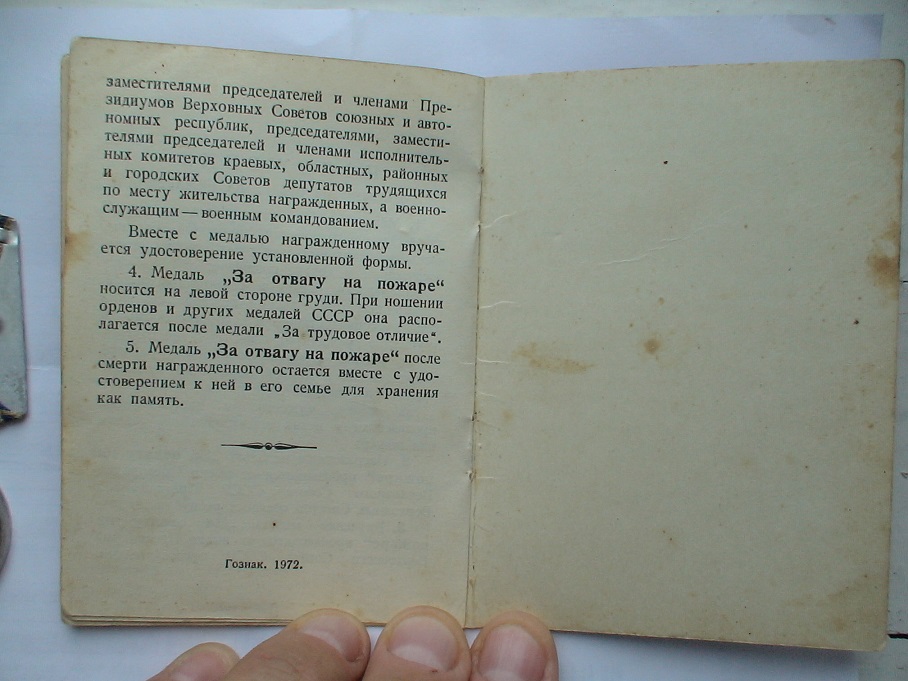 заместителями председателей и членами Пре-
зидиумов Верховных Советов союзных и авто-
номных республик, председателями, замести-
телями председателей и членами исполнитель-
ных комитетов краевых, областных, районных
и городских Советов депутатов трудящихся
по месту жительства награжденных, а военно-
служащим — военным командованием.
Вместе с медалью награжденному вруча-
ется удостоверение установленной формы.
4. Медаль „За отвагу на пожаре“
носится на левой стороне груди. При ношении
орденов и других медалей СССР она распо-
лагается после медали „За трудовое отличие“.
5. Медаль „За отвагу на пожаре“ после
смерти награжденного остается вместе с удо-
стоверением к ней в его семье для хранения
как память.
Гознак. 1972.